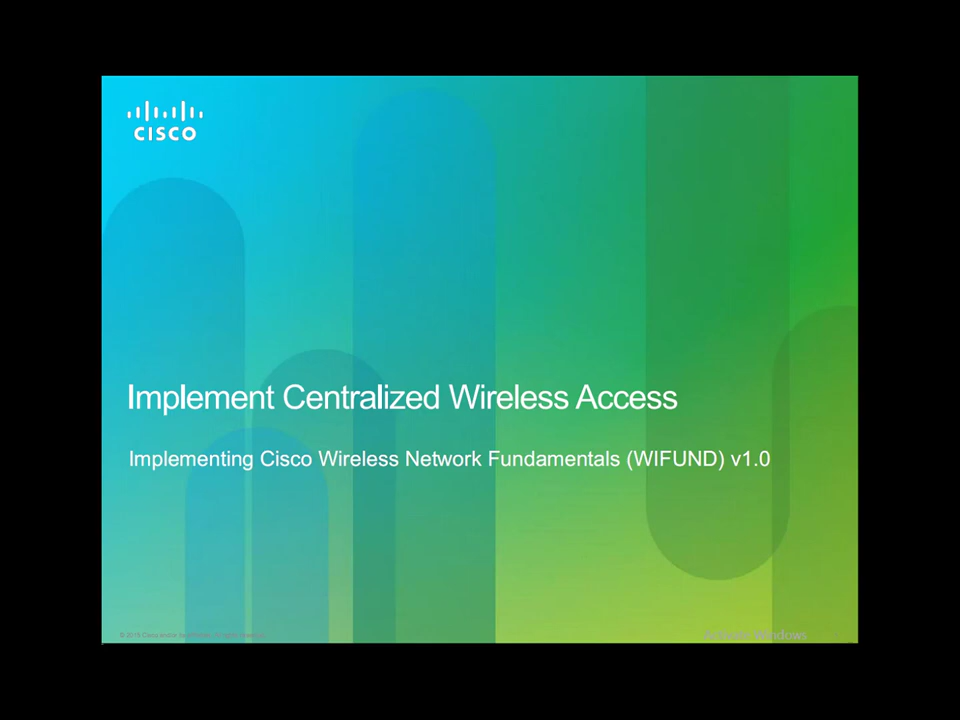 CISCO
Implement Centralized Wireless Access
Implementing Cisco Wireless Network Fundamentals (WIFUND) v1.0
Activate Windows